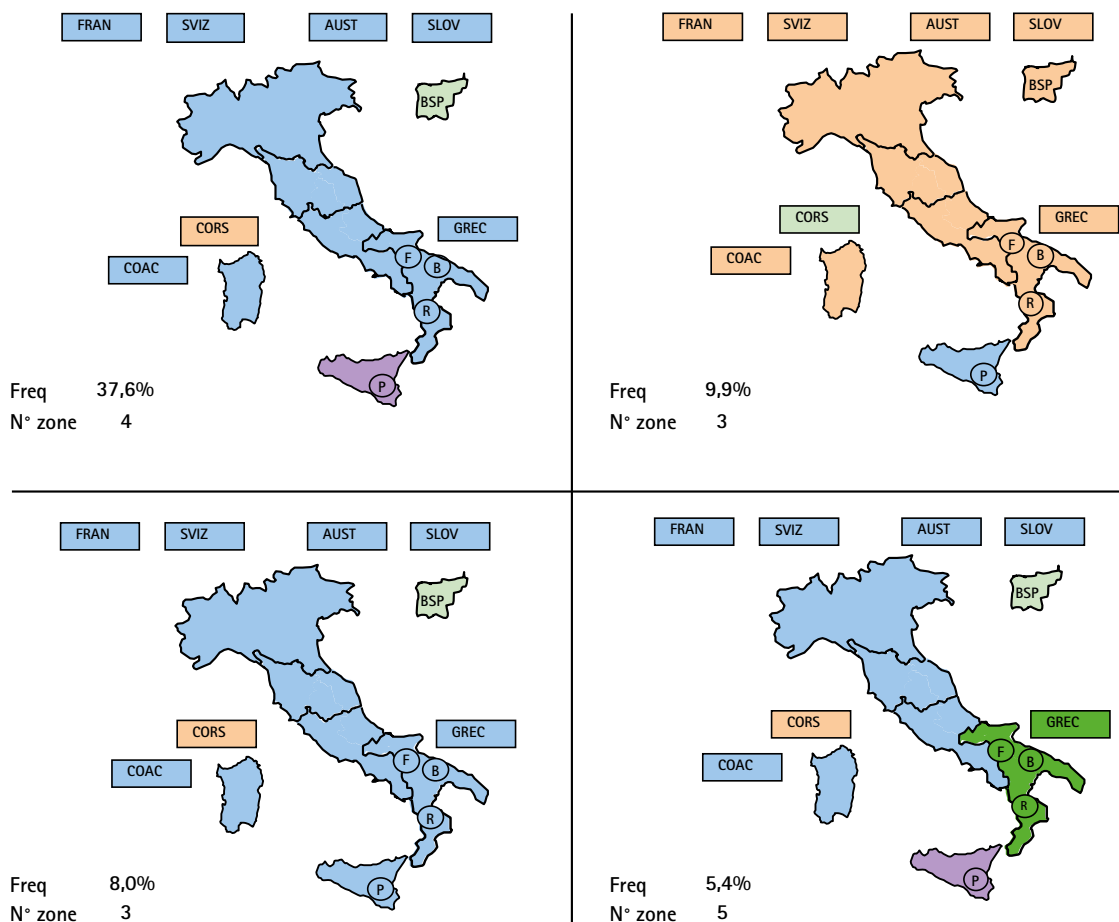 FRAN SVIZ AUST SLOV
BSP
CORS GREC
COAC F B
R
P
Freq 37,6%
N° zone 4
FRAN SVIZ AUST SLOV
BSP
CORS GREC
COAC F B
R
P
Freq 9,9%
N° zone 3
FRAN SVIZ AUST SLOV
BSP
CORS GREC
COAC F B
R
P
Freq 8,0%
N° zone 3
FRAN SVIZ AUST SLOV
BSP
CORS GREC
COAC F B
R
P
Freq 5,4%
N° zone 5